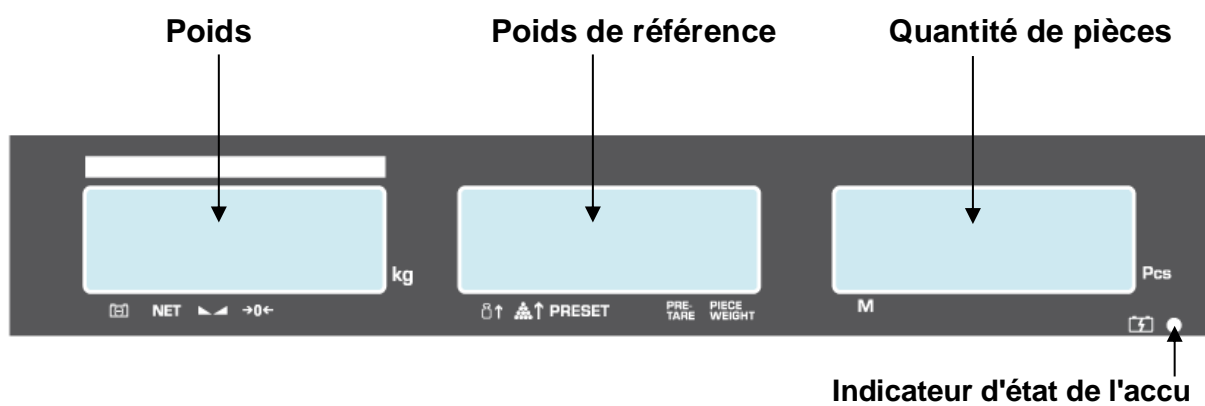 Poids Poids de référence Quantité de pièces
kg Pcs
NET →0← ↑ ↑ PRESET PRE-TARE PIECE WEIGHT M
Indicateur d'état de l'accu